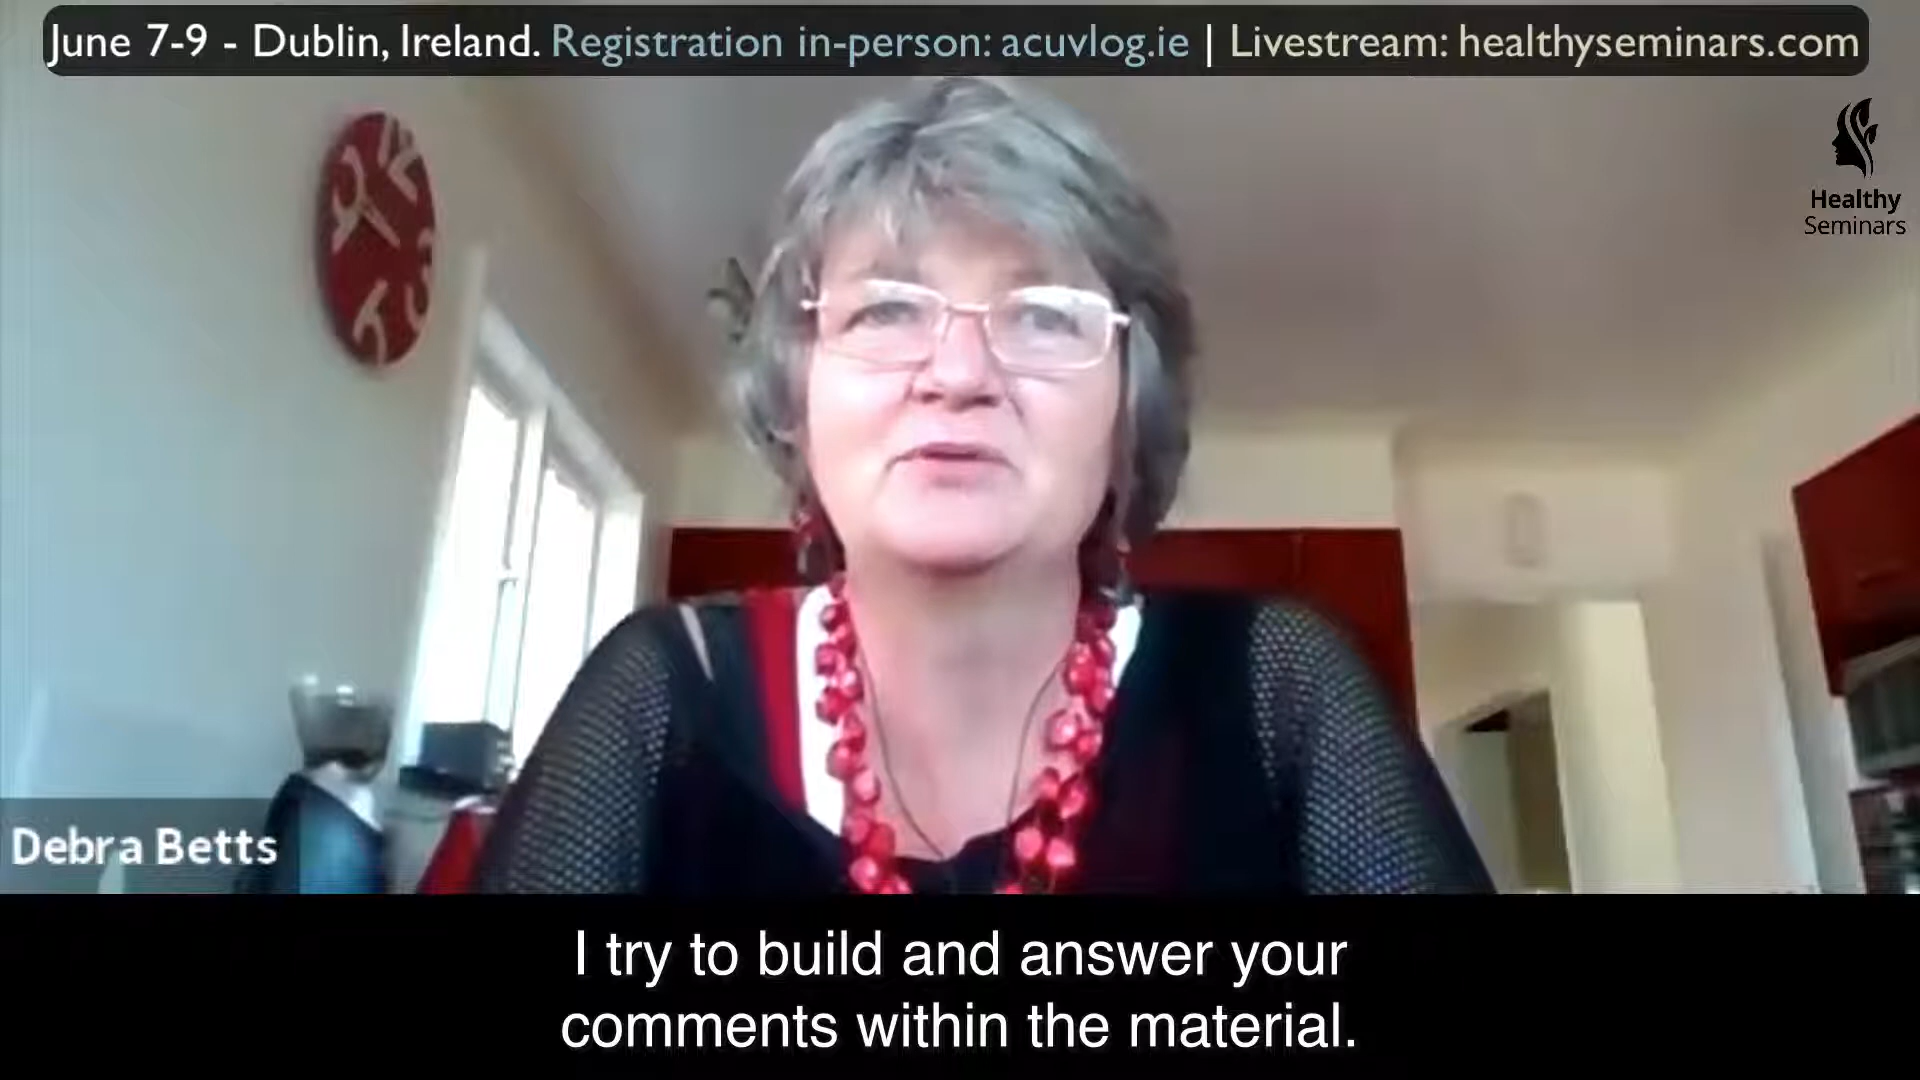 June 7-9 - Dublin, Ireland. Registration in-person: acuvlog.ie | Livestream: healthyseminars.com
Healthy
Seminars
12
Debra Betts
I try to build and answer your
comments within the material.